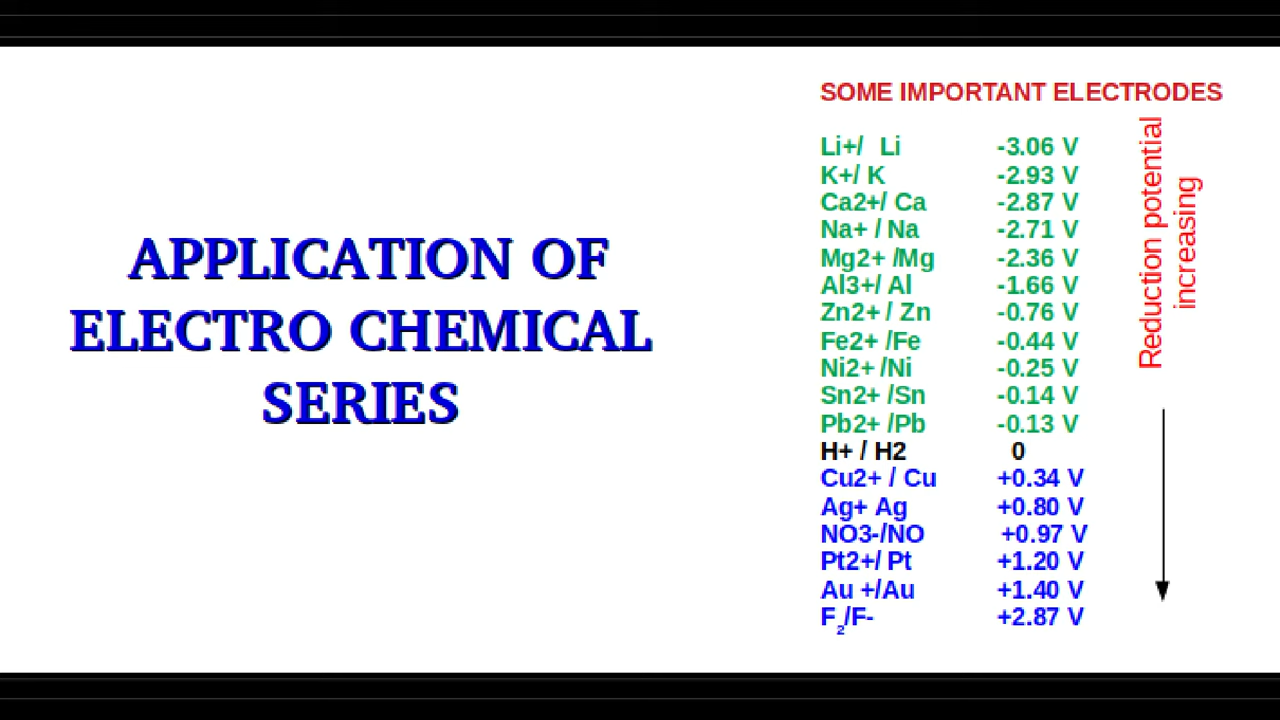 APPLICATION OF
ELECTRO CHEMICAL
SERIES
SOME IMPORTANT ELECTRODES
Li+/ Li -3.06 V
K+/ K -2.93 V
Ca2+/ Ca -2.87 V
Na+ / Na -2.71 V
Mg2+ /Mg -2.36 V
Al3+/ Al -1.66 V
Zn2+ / Zn -0.76 V
Fe2+ /Fe -0.44 V
Ni2+ /Ni -0.25 V
Sn2+ /Sn -0.14 V
Pb2+ /Pb -0.13 V
H+ / H2 0
Cu2+ / Cu +0.34 V
Ag+ Ag +0.80 V
NO3-/NO +0.97 V
Pt2+/ Pt +1.20 V
Au +/Au +1.40 V
F2/F- +2.87 V
Reduction potential
increasing